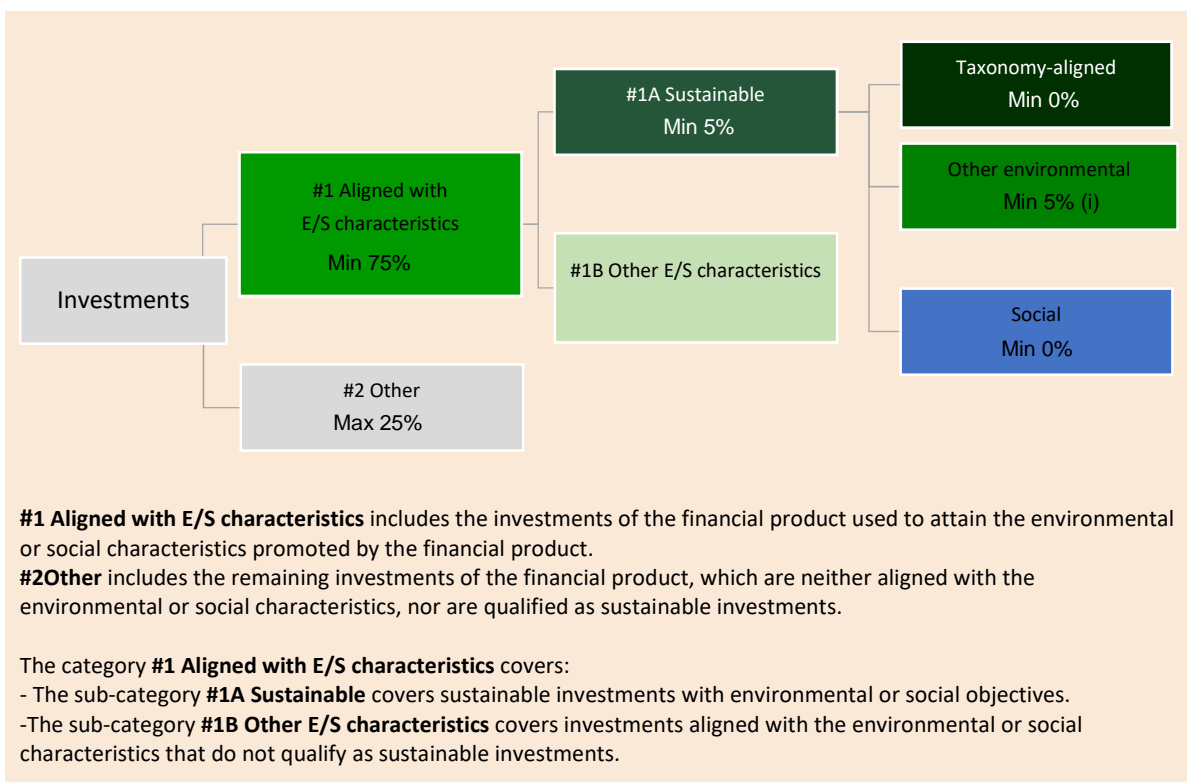 Investments
#1 Aligned with
E/S characteristics
Min 75%
#2 Other
Max 25%
#1A Sustainable
Min 5%
#1B Other E/S characteristics
Taxonomy-aligned
Min 0%
Other environmental
Min 5% (i)
Social
Min 0%
#1 Aligned with E/S characteristics includes the investments of the financial product used to attain the environmental
or social characteristics promoted by the financial product.
#2Other includes the remaining investments of the financial product, which are neither aligned with the
environmental or social characteristics, nor are qualified as sustainable investments.
The category #1 Aligned with E/S characteristics covers:
- The sub-category #1A Sustainable covers sustainable investments with environmental or social objectives.
-The sub-category #1B Other E/S characteristics covers investments aligned with the environmental or social
characteristics that do not qualify as sustainable investments.